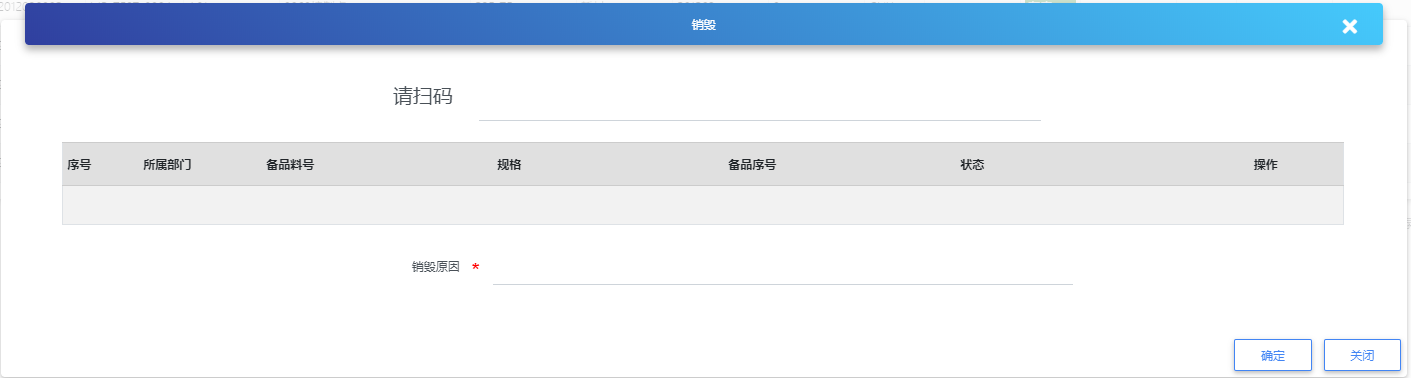 销毁
请扫码
序号 所属部门 备品料号 规格 备品序号 状态 操作
销毁原因 *
确定 关闭